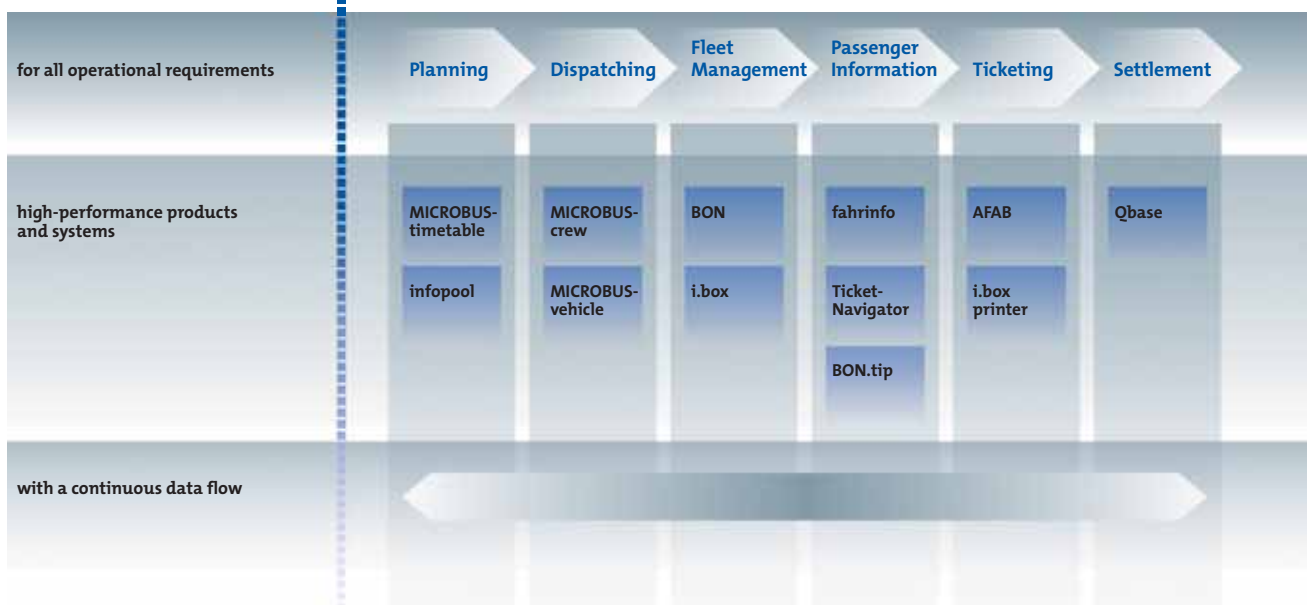 for all operational requirements
Planning
Dispatching
Fleet
Management
Passenger
Information
Ticketing
Settlement
high-performance products
and systems
MICROBUS-
timetable
MICROBUS-
crew
BON
fahrinfo
AFAB
Qbase
infopool
MICROBUS-
vehicle
i.box
Ticket-
Navigator
i.box
printer
BON.tip
with a continuous data flow